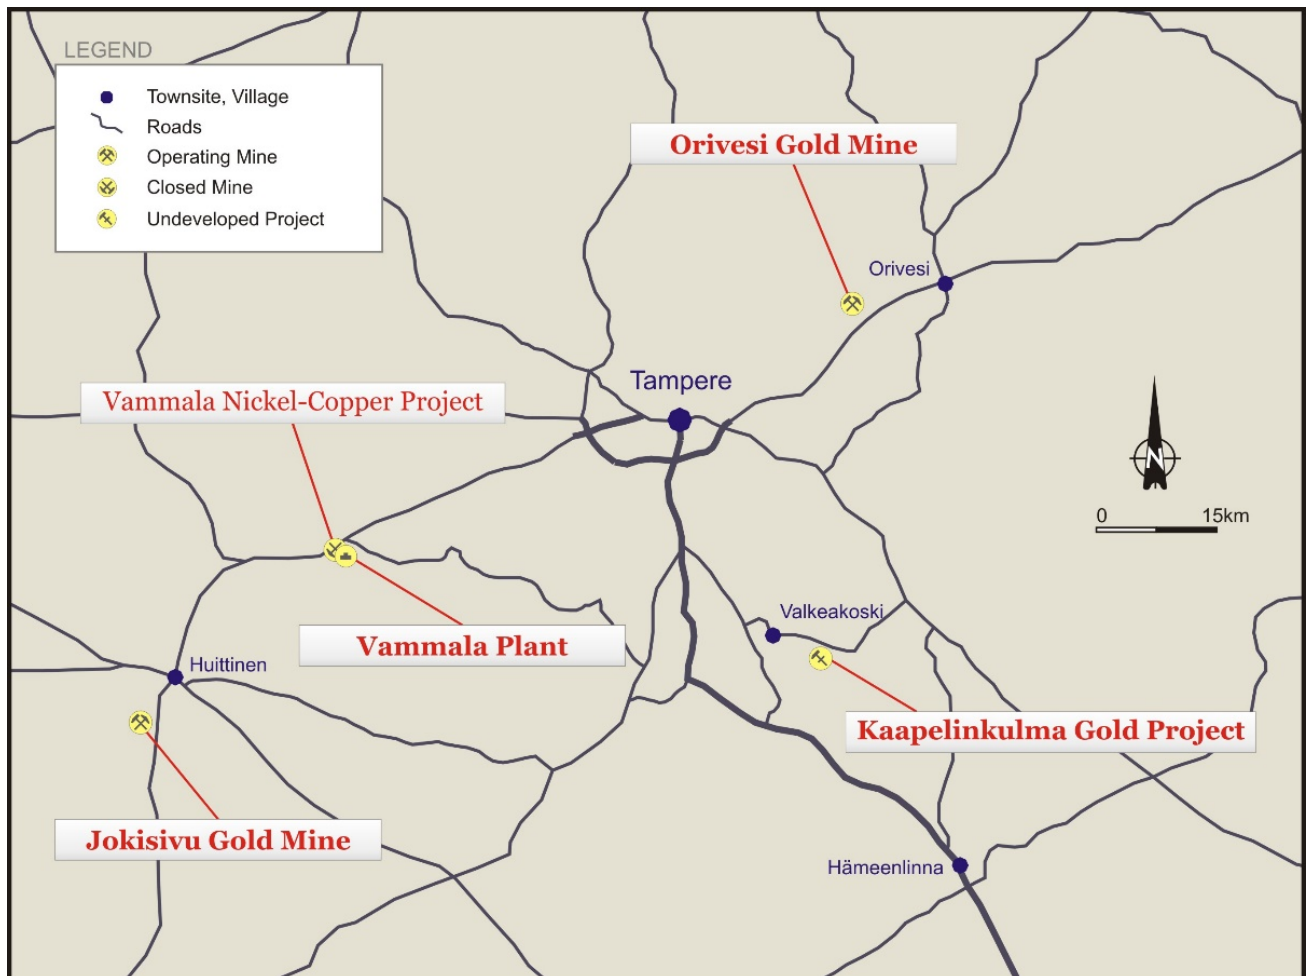 LEGEND
Townsite, Village
Roads
Operating Mine
Closed Mine
Undeveloped Project
Orivesi Gold Mine
Orivesi
Tampere
Vammala Nickel-Copper Project
N
0 15km
Valkeakoski
Vammala Plant
Huittinen
Kaapelinkulma Gold Project
Jokisivu Gold Mine
Hämeenlinna